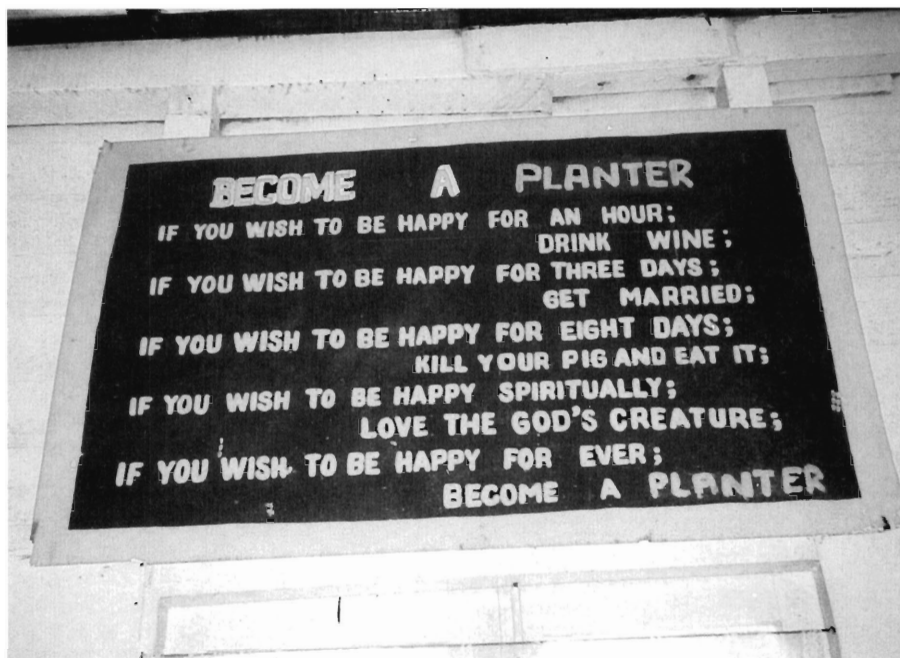 BECOME A PLANTER
IF YOU WISH TO BE HAPPY FOR AN HOUR;
DRINK WINE;
IF YOU WISH TO BE HAPPY FOR THREE DAYS;
GET MARRIED;
IF YOU WISH TO BE HAPPY FOR EIGHT DAYS;
KILL YOUR PIG AND EAT IT;
IF YOU WISH TO BE HAPPY SPIRITUALLY;
LOVE THE GOD'S CREATURE;
IF YOU WISH TO BE HAPPY FOR EVER;
BECOME A PLANTER